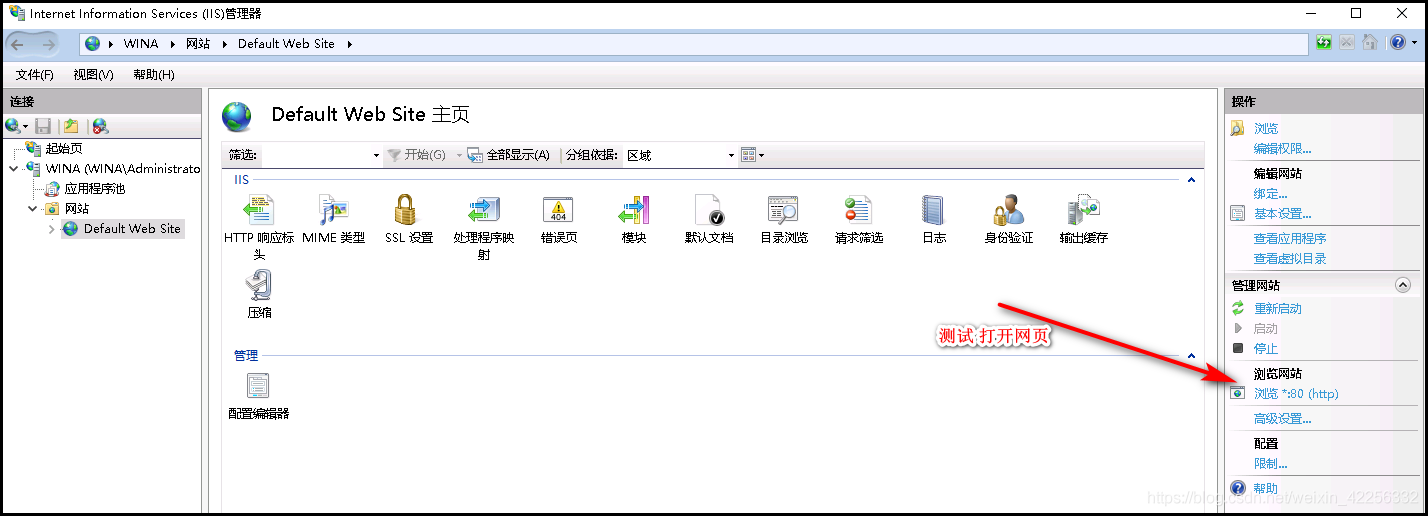 Internet Information Services (IIS)管理器
WINA
网站
Default Web Site
文件(F)
视图(V)
帮助(H)
连接
起始页
WINA (WINA\Administrato
应用程序池
网站
Default Web Site
Default Web Site 主页
筛选:
开始(G)
全部显示(A)
分组依据:
区域
IIS
HTTP 响应标
头
MIME 类型
SSL 设置
处理程序映
射
404
错误页
模块
默认文档
目录浏览
请求筛选
日志
身份验证
输出缓存
压缩
测试 打开网页
管理
配置编辑器
操作
浏览
编辑权限...
编辑网站
绑定...
基本设置...
查看应用程序
查看虚拟目录
管理网站
重新启动
启动
停止
浏览网站
浏览 *:80 (http)
高级设置...
配置
限制...
帮助
https://blog.csdn.net/weixin_42256332